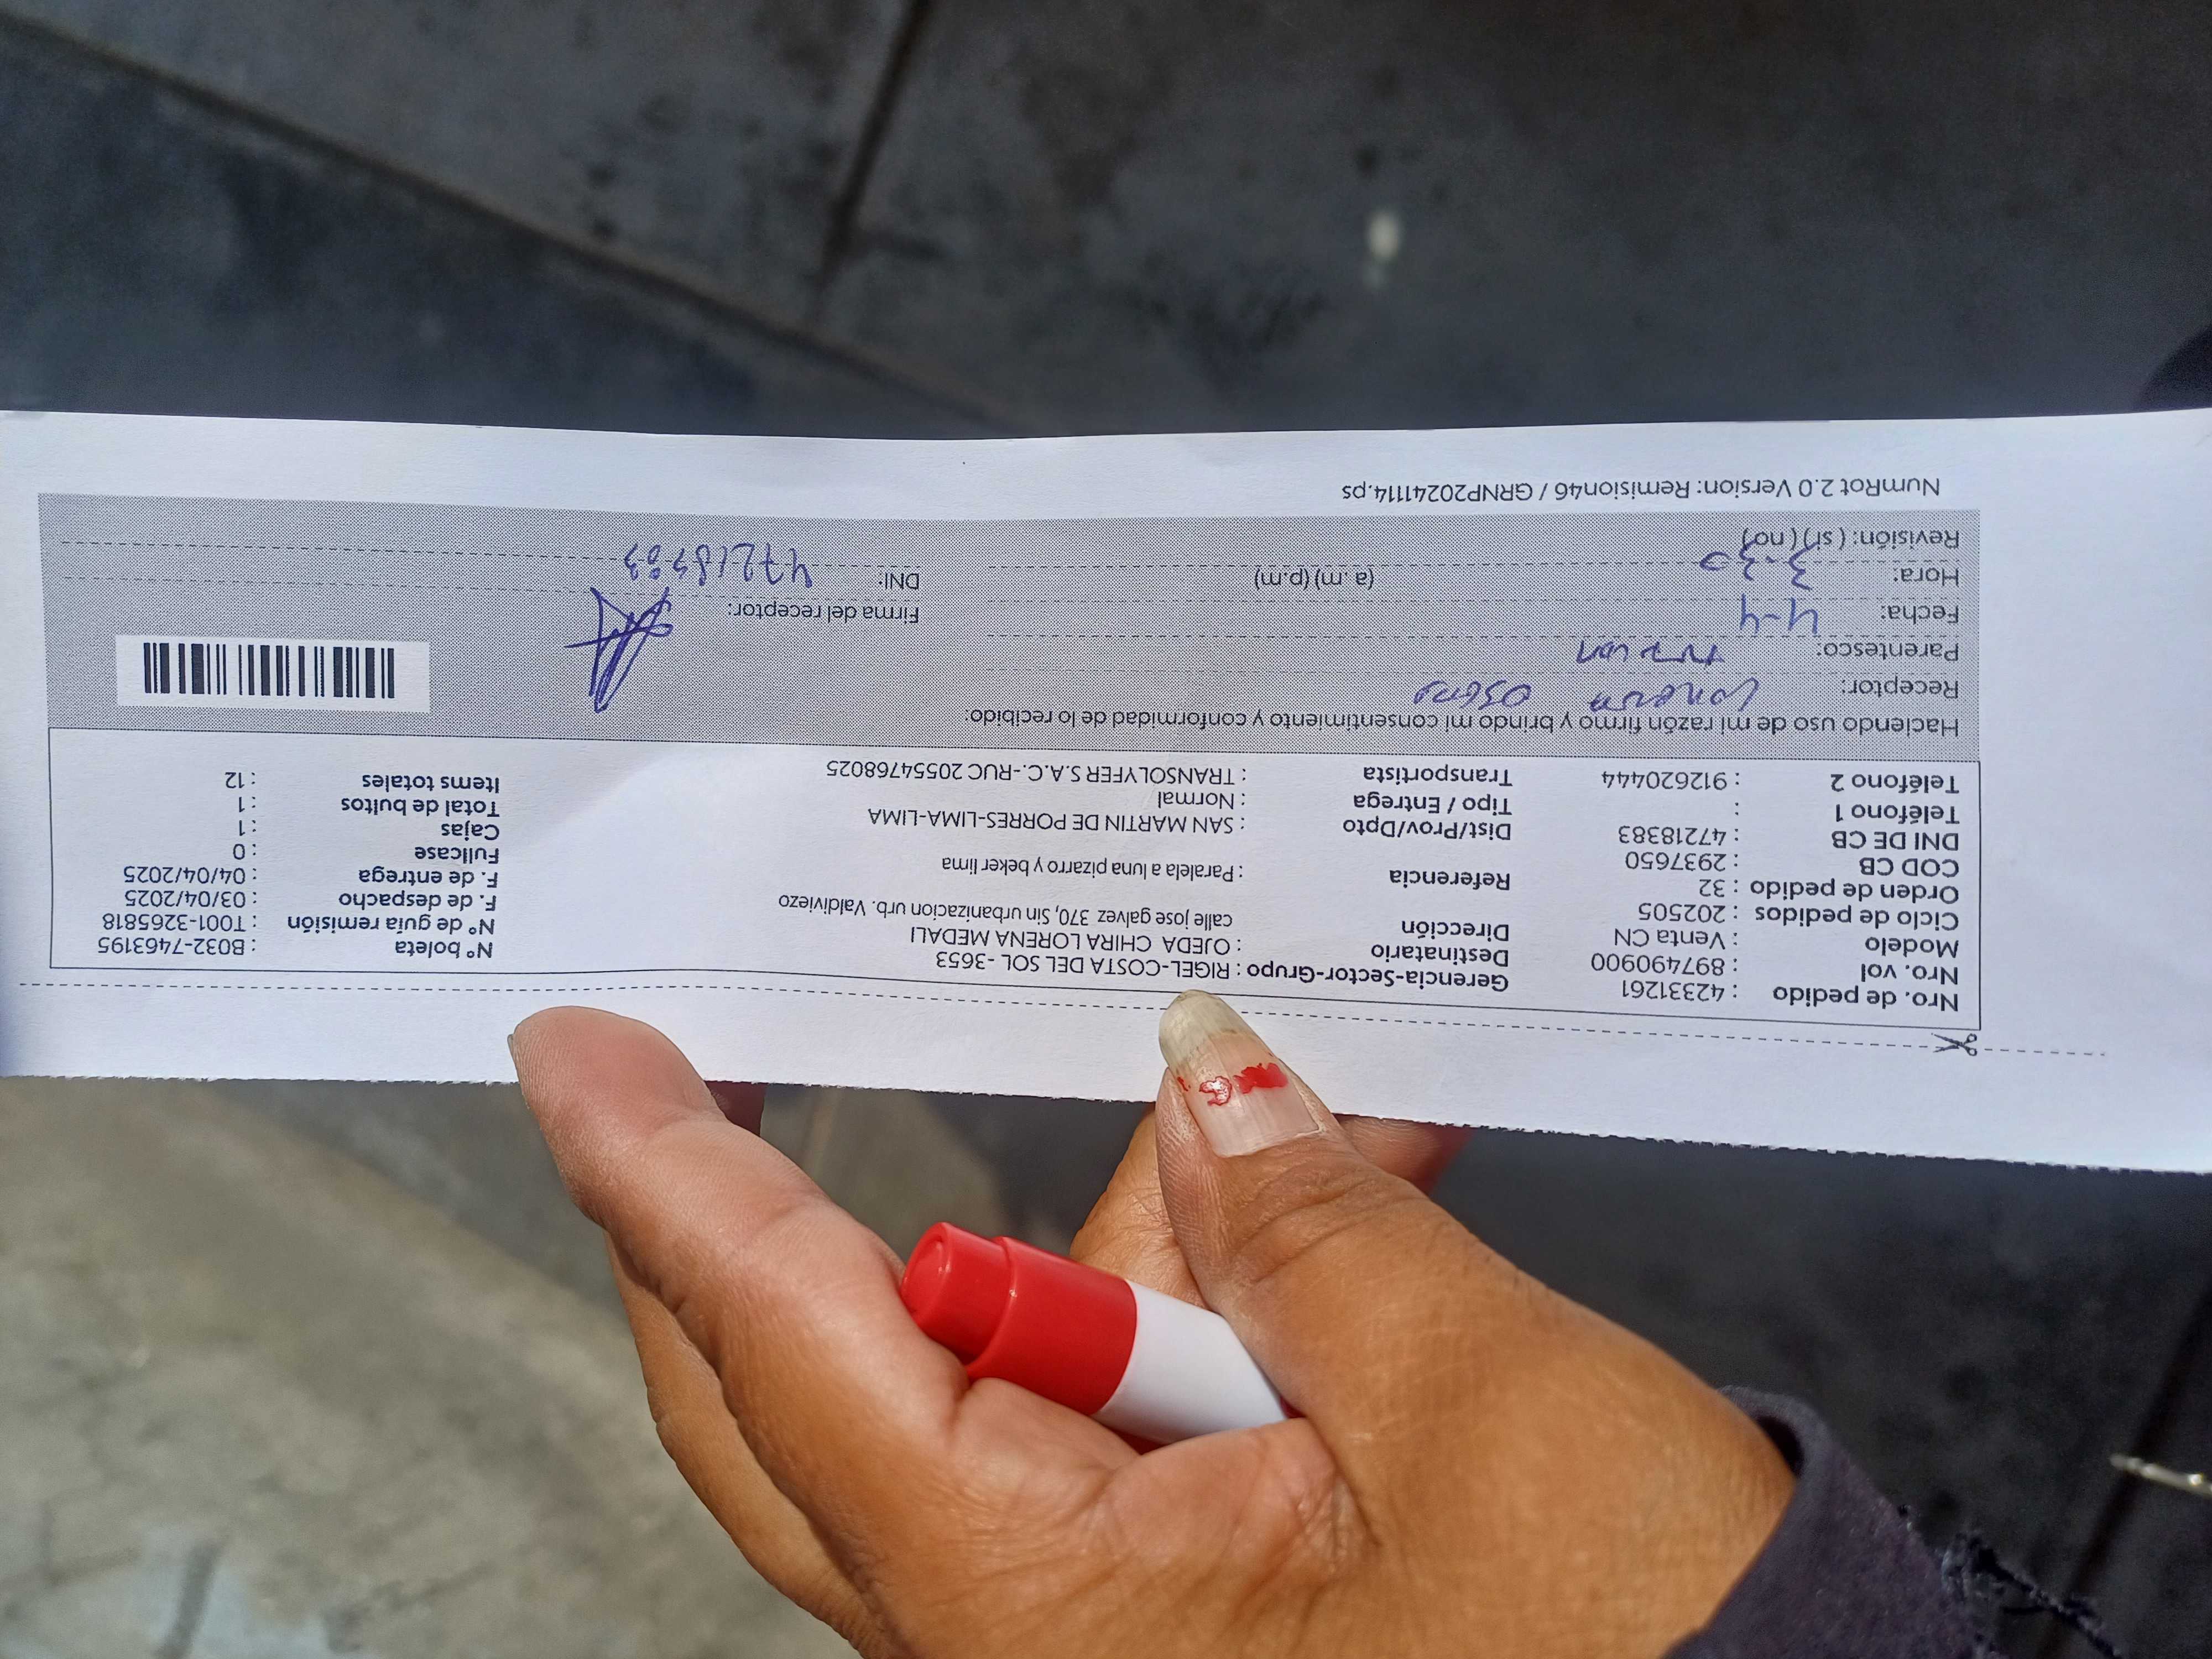 Nro. de pedido : 42331261
Nro. vol : 897490900
Modelo : Venta CN
Ciclo de pedidos : 202505
Orden de pedido : 32
COD CB : 2937650
DNI DE CB : 47218383
Teléfono 1 :
Teléfono 2 : 912620444
Gerencia-Sector-Grupo : RIGEL-COSTA DEL SOL -3653
Destinatario : OJEDA CHIRA LORENA MEDALI
Dirección calle jose galvez 370, Sin urbanizacion urb. Valdiviezo
Referencia : Paralela a luna pizarro y beker lima
Dist/Prov/Dpto : SAN MARTIN DE PORRES-LIMA-LIMA
Tipo / Entrega : Normal
Transportista : TRANSOLYFER S.A.C.-RUC 20554768025
N° boleta : B032-7463195
N° de guía remisión : T001-3265818
F. de despacho : 03/04/2025
F. de entrega : 04/04/2025
Fullcase : 0
Cajas : 1
Total de bultos : 1
Items totales : 12
Haciendo uso de mi razón firmo y brindo mi consentimiento y conformidad de lo recibido:
Receptor: Lorena
Parentesco:
Fecha: 4-4
Hora: 3-30 (a.m) (p.m)
Revisión: (si) (no)
Firma del receptor:
DNI:
NumRot 2.0 Version: Remision46 / GRNP20241114.ps